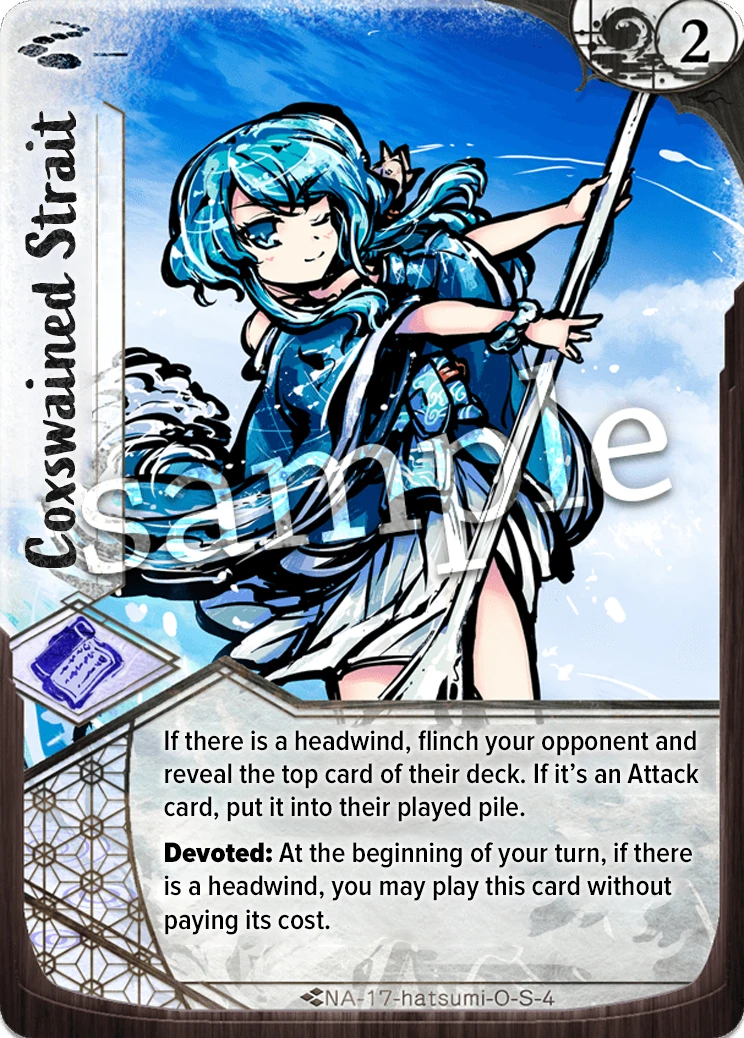 2
Coxswained Strait
sample
If there is a headwind, flinch your opponent and
reveal the top card of their deck. If it’s an Attack
card, put it into their played pile.
Devoted: At the beginning of your turn, if there
is a headwind, you may play this card without
paying its cost.
NA-17-hatsumi-O-S-4